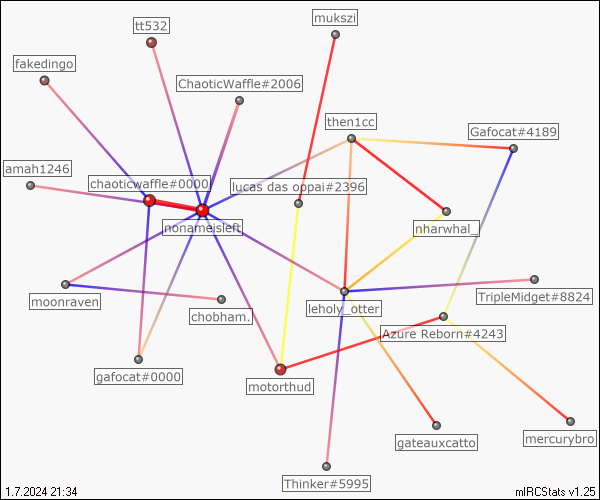 mukszi
tt532
fakedingo
ChaoticWaffle#2006
then1cc
Gafocat#4189
amah1246
chaoticwaffle#0000
lucas das oppai#2396
nonameisleft
nharwhal_
moonraven
chobham.
leholy_otter
TripleMidget#8824
Azure Reborn#4243
gafocat#0000
motorthud
gateauxcatto
mercurybro
Thinker#5995
1.7.2024 21:34
mIRCStats v1.25